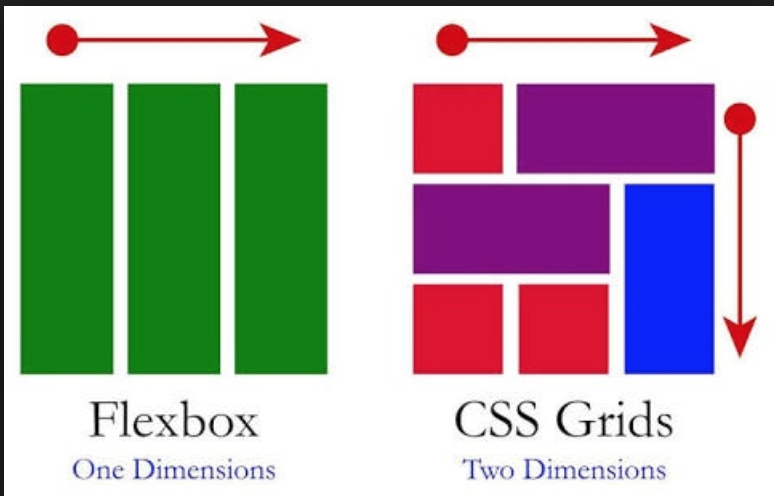 Flexbox
One Dimensions
CSS Grids
Two Dimensions